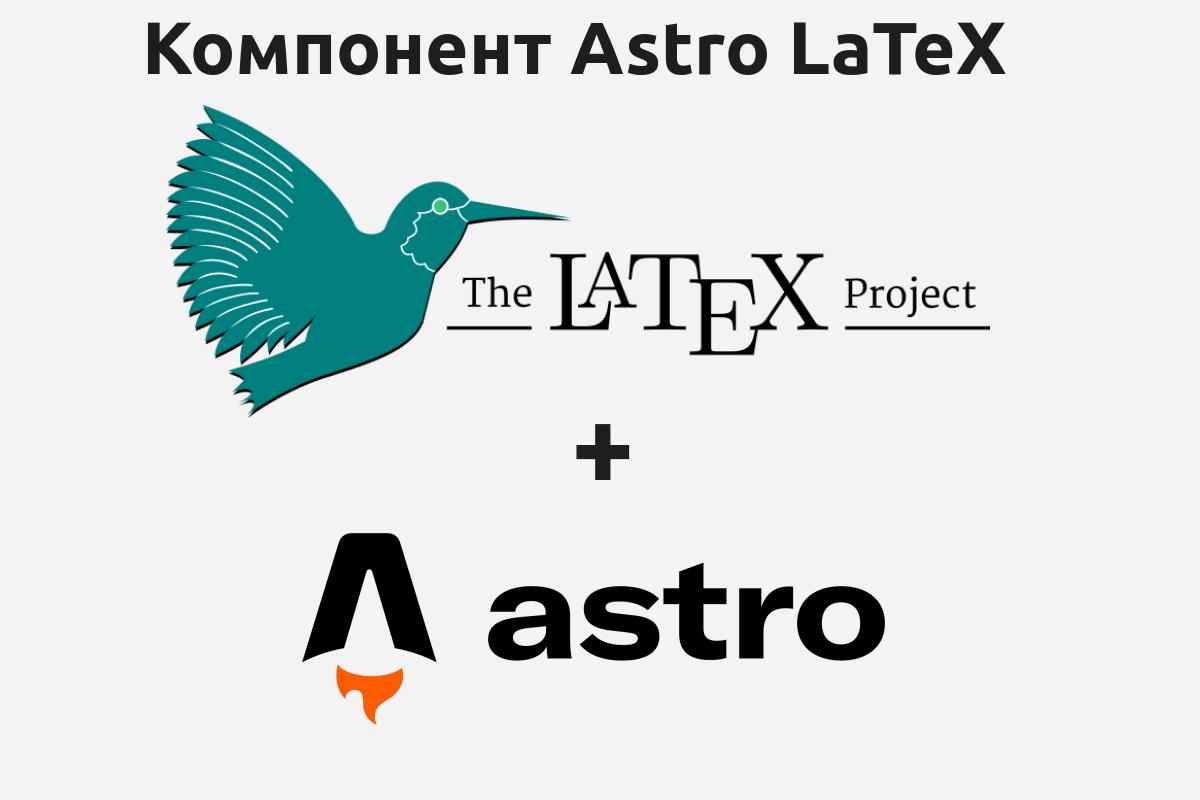 Компонент Astro LaTeX
The LATEX Project
+
astro